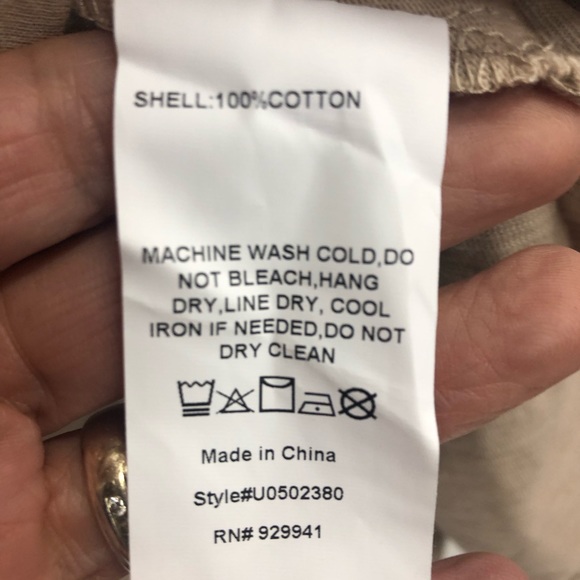 SHELL:100%COTTON
MACHINE WASH COLD,DO
NOT BLEACH,HANG
DRY,LINE DRY, COOL
IRON IF NEEDED,DO NOT
DRY CLEAN
Made in China
Style#U0502380
RN# 929941